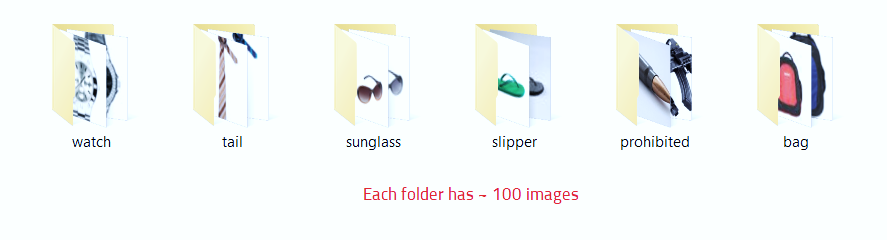 watch tail sunglass slipper prohibited bag
Each folder has ~ 100 images